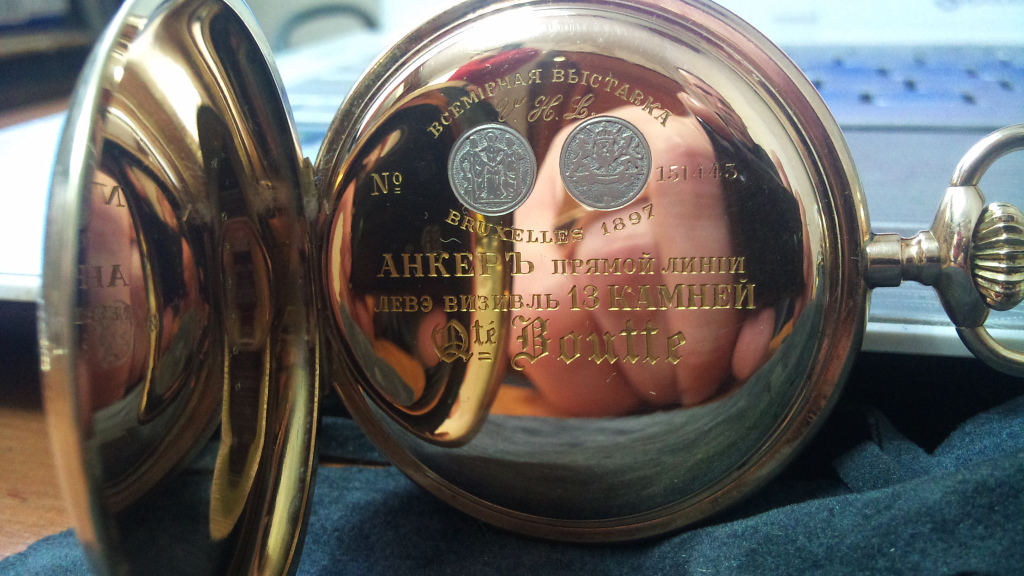 ВСЕМIРНАЯ ВЫСТАВКА
V. H. L.
№ 151443
BRUXELLES 1897
АНКЕРЪ ПРЯМОЙ ЛИНIИ
ЛЕВЭ ВИЗИВЛЬ 13 КАМНЕЙ
Qté Boutte